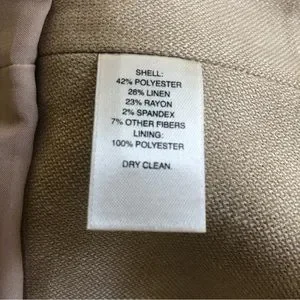 SHELL:
42% POLYESTER
26% LINEN
23% RAYON
2% SPANDEX
7% OTHER FIBERS
LINING:
100% POLYESTER
DRY CLEAN.